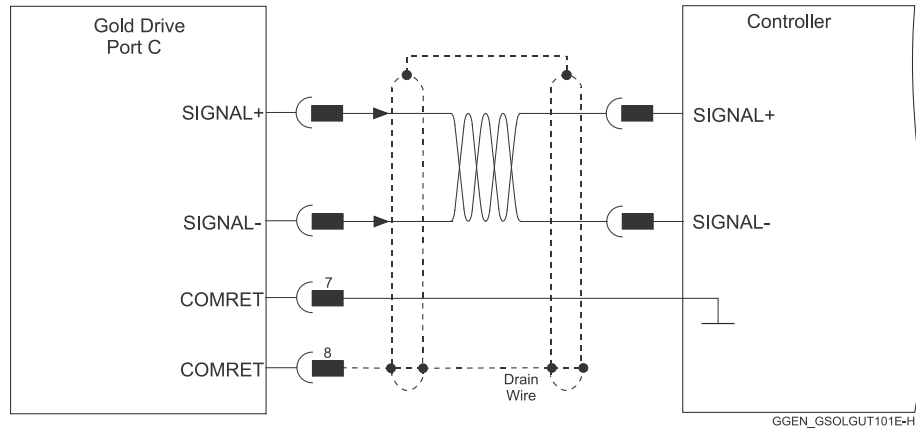 Gold Drive
Port C
Controller
SIGNAL+
SIGNAL+
SIGNAL-
SIGNAL-
COMRET
7
COMRET
8
Drain
Wire
GGEN_GSOLGUT101E-H